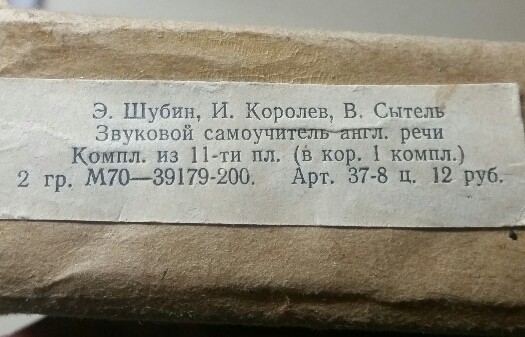 Э. Шубин, И. Королев, В. Сытель
Звуковой самоучитель англ. речи
Компл. из 11-ти пл. (в кор. 1 компл.)
2 гр. М70—39179-200. Арт. 37-8 ц. 12 руб.